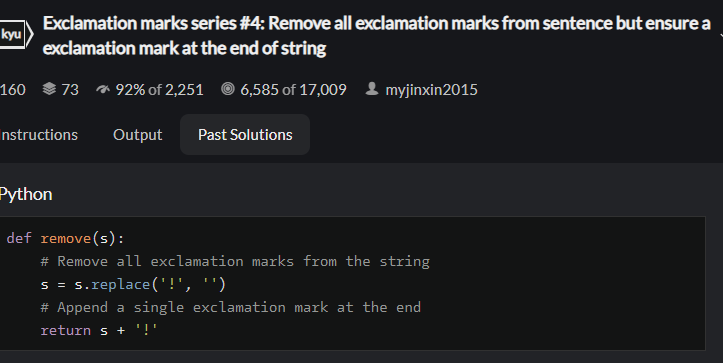 Exclamation marks series #4: Remove all exclamation marks from sentence but ensure a
kyu
exclamation mark at the end of string
160 73 92% of 2,251 6,585 of 17,009 myjinxin2015
nstructions Output Past Solutions
Python
def remove(s):
    # Remove all exclamation marks from the string
    s = s.replace('!', '')
    # Append a single exclamation mark at the end
    return s + '!'